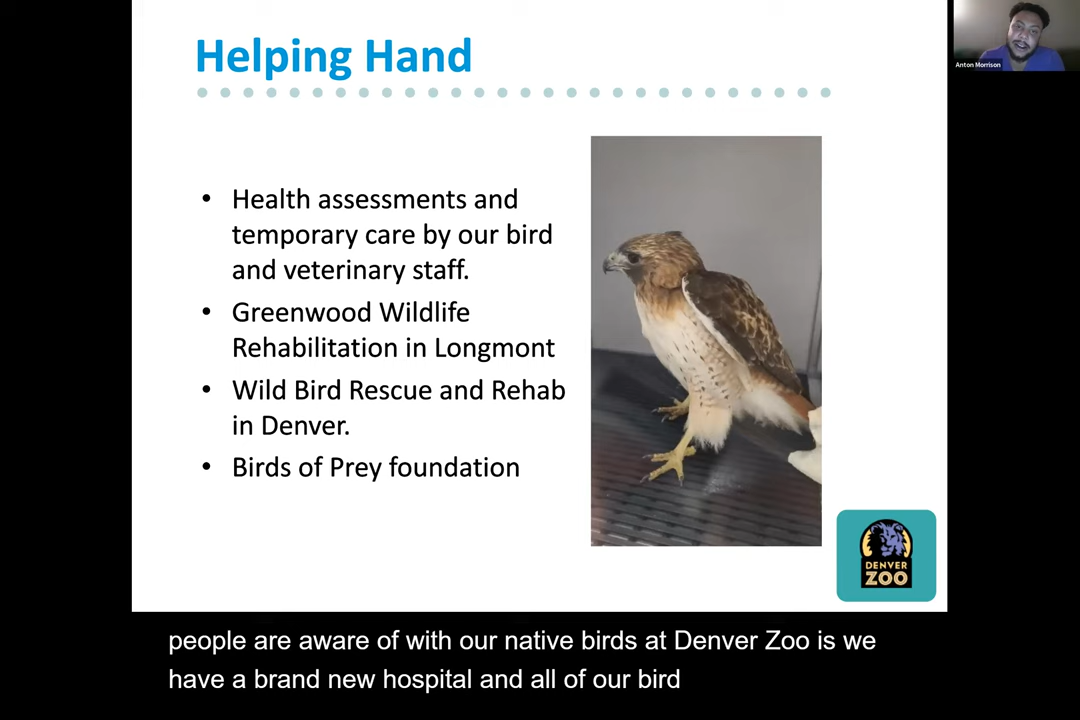 Helping Hand
Anton Morrison
• Health assessments and
temporary care by our bird
and veterinary staff.
• Greenwood Wildlife
Rehabilitation in Longmont
• Wild Bird Rescue and Rehab
in Denver.
• Birds of Prey foundation
DENVER
ZOO
people are aware of with our native birds at Denver Zoo is we
have a brand new hospital and all of our bird